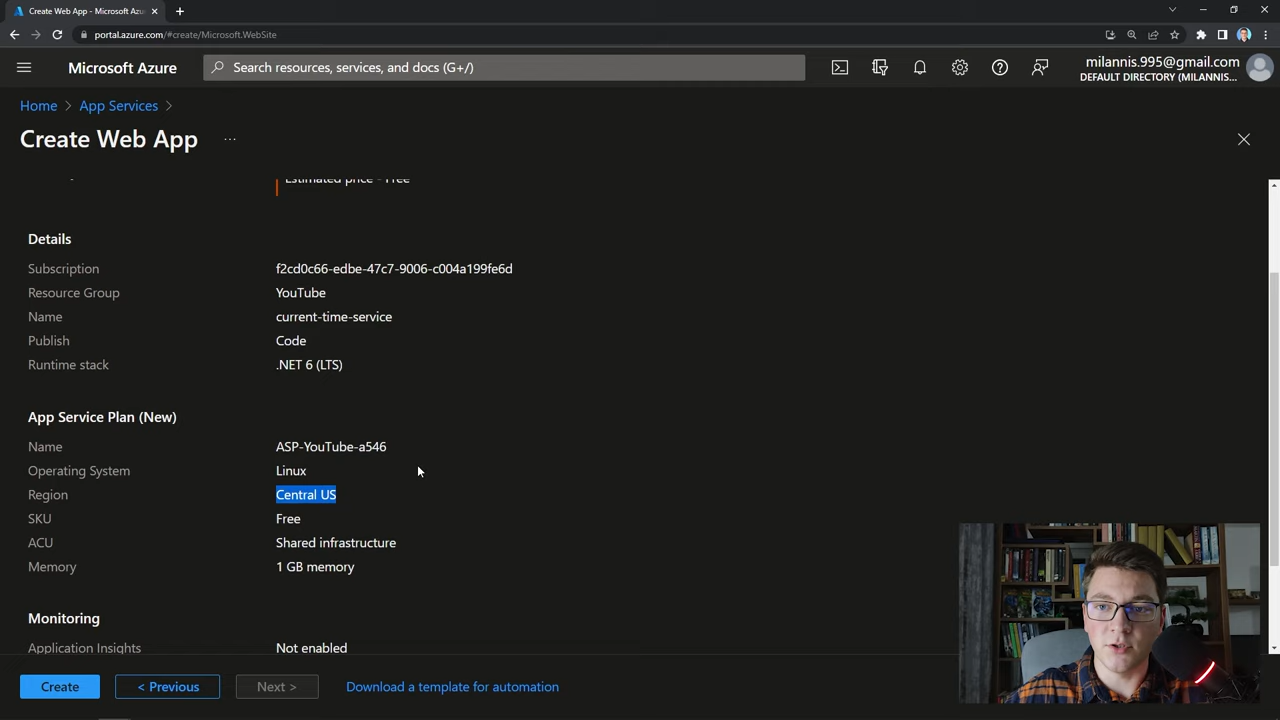 Create Web App - Microsoft Azu
portal.azure.com/#create/Microsoft.WebSite
Microsoft Azure
Search resources, services, and docs (G+/)
milannis.995@gmail.com
DEFAULT DIRECTORY (MILANNIS....
Home > App Services >
Create Web App ...
Estimated price - Free
Details
Subscription f2cd0c66-edbe-47c7-9006-c004a199fe6d
Resource Group YouTube
Name current-time-service
Publish Code
Runtime stack .NET 6 (LTS)
App Service Plan (New)
Name ASP-YouTube-a546
Operating System Linux
Region Central US
SKU Free
ACU Shared infrastructure
Memory 1 GB memory
Monitoring
Application Insights Not enabled
Create
< Previous
Next >
Download a template for automation